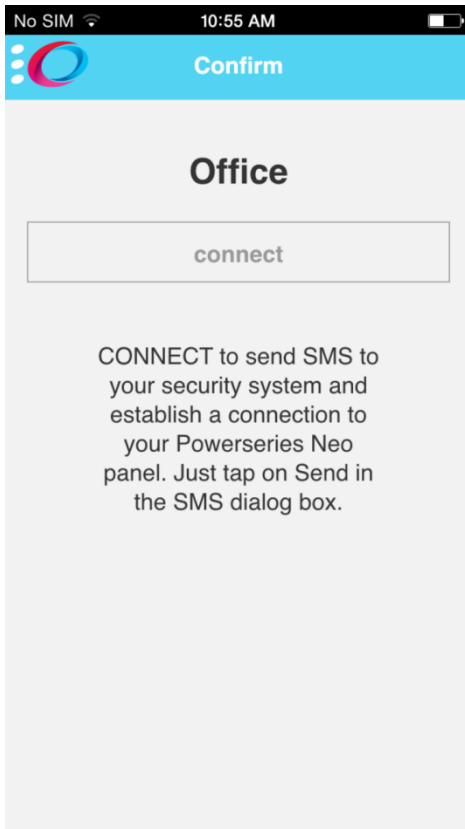 No SIM 10:55 AM
Confirm
Office
connect
CONNECT to send SMS to
your security system and
establish a connection to
your Powerseries Neo
panel. Just tap on Send in
the SMS dialog box.